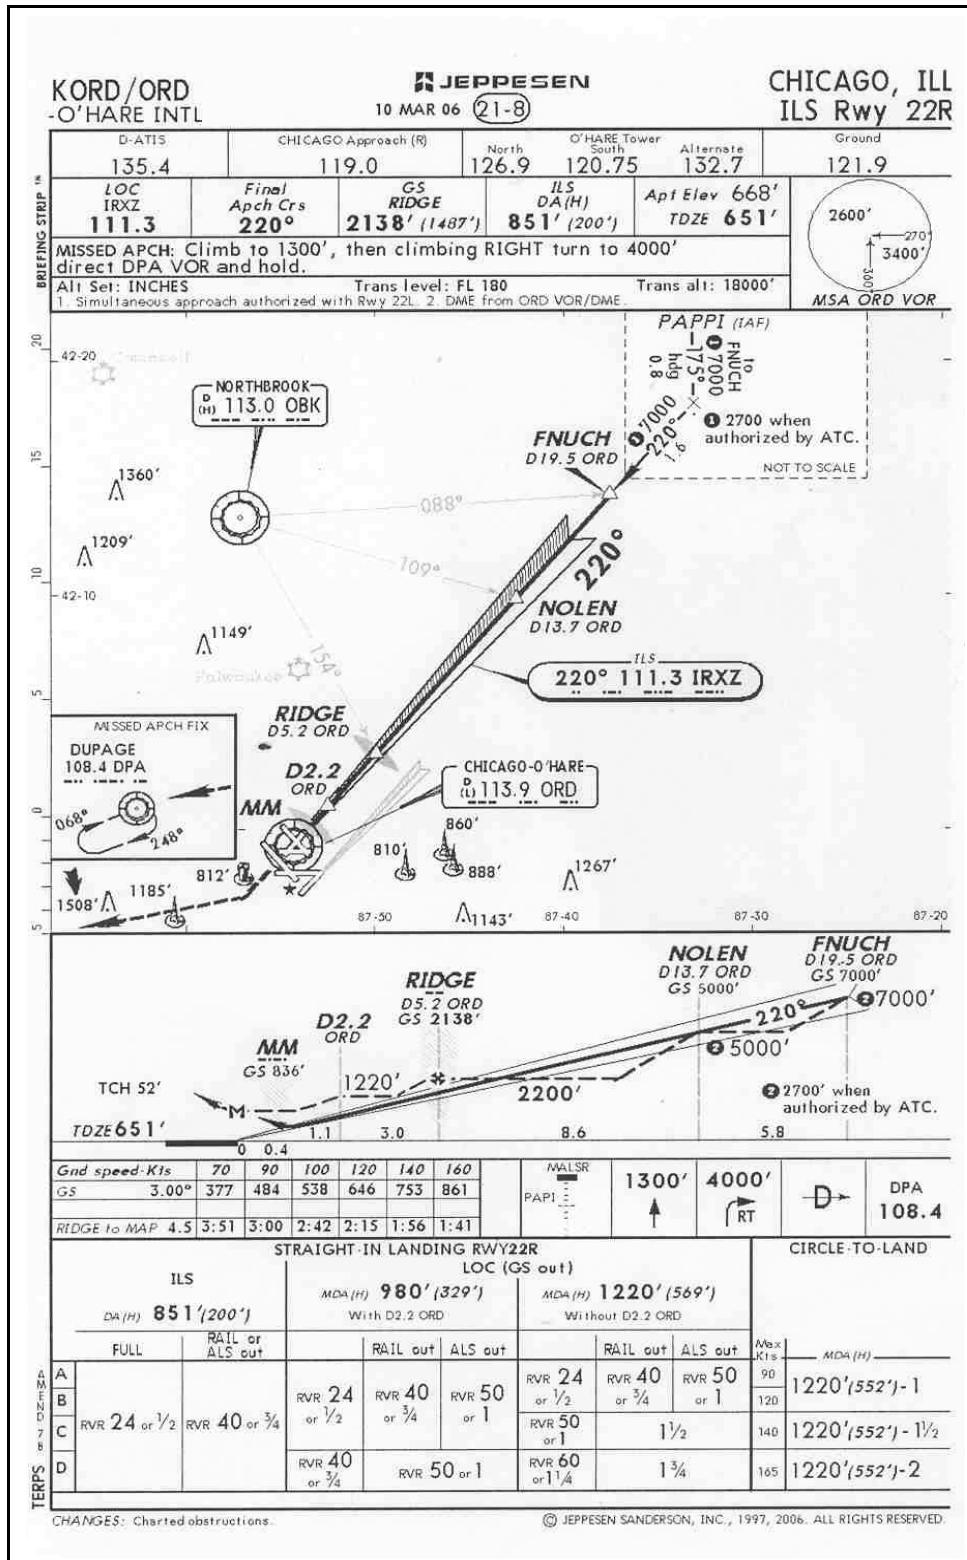 KORD/ORD
-O'HARE INTL
JEPPESEN
10 MAR 06 21-8
CHICAGO, ILL
ILS Rwy 22R
BRIEFING STRIP ™
D-ATIS
135.4
CHICAGO Approach (R)
119.0
O'HARE Tower
North South Alternate
126.9 120.75 132.7
Ground
121.9
LOC
IRXZ
111.3
Final
Apch Crs
220°
GS
RIDGE
2138' (1487')
ILS
DA(H)
851' (200')
Apt Elev 668'
TDZE 651'
MISSED APCH: Climb to 1300', then climbing RIGHT turn to 4000'
direct DPA VOR and hold.
Alt Set: INCHES Trans level: FL 180 Trans alt: 18000'
1. Simultaneous approach authorized with Rwy 22L. 2. DME from ORD VOR/DME.
2600'
270°
3400'
360°
MSA ORD VOR
PAPPI (IAF)
1 7000
to
FNUCH
175°
hdg
0.8
1 2700 when
authorized by ATC.
NOT TO SCALE
1 7000
220°
1.6
20
42-20
NORTHBROOK
D
(H) 113.0 OBK
FNUCH
D19.5 ORD
15
1360'
1209'
088°
109°
220°
10
42-10
NOLEN
D13.7 ORD
1149'
Palwaukee
154°
ILS
220° 111.3 IRXZ
5
RIDGE
D5.2 ORD
MISSED APCH FIX
DUPAGE
108.4 DPA
068°
248°
D2.2
ORD
MM
CHICAGO-O'HARE
D
(L) 113.9 ORD
0
860'
810'
888'
812'
1267'
1508'
1185'
1143'
5
87-50 87-40 87-30 87-20
FNUCH
D19.5 ORD
GS 7000'
NOLEN
D13.7 ORD
GS 5000'
RIDGE
D5.2 ORD
GS 2138'
D2.2
ORD
MM
GS 836'
220°
2 7000'
2 5000'
TCH 52'
1220'
2200'
2 2700' when
authorized by ATC.
M
TDZE 651'
0 0.4 1.1 3.0 8.6 5.8
Gnd speed-Kts 70 90 100 120 140 160
GS 3.00° 377 484 538 646 753 861
RIDGE to MAP 4.5 3:51 3:00 2:42 2:15 1:56 1:41
MALSR
PAPI
1300'
4000'
RT
D
DPA
108.4
STRAIGHT-IN LANDING RWY22R
CIRCLE-TO-LAND
ILS
LOC (GS out)
DA(H) 851'(200')
MDA(H) 980'(329')
With D2.2 ORD
MDA(H) 1220'(569')
Without D2.2 ORD
FULL
RAIL or
ALS out
RAIL out ALS out
RAIL out ALS out
Max
Kts
MDA(H)
A
B
C
D
RVR 24 or 1/2
RVR 40 or 3/4
RVR 24
or 1/2
RVR 40
or 3/4
RVR 50
or 1
RVR 40
or 3/4
RVR 50 or 1
RVR 24
or 1/2
RVR 40
or 3/4
RVR 50
or 1
RVR 50
or 1
1 1/2
RVR 60
or 1 1/4
1 3/4
90
120
1220'(552')-1
140
1220'(552')-1 1/2
165
1220'(552')-2
TERPS AMEND 7B
CHANGES: Charted obstructions.
© JEPPESEN SANDERSON, INC., 1997, 2006. ALL RIGHTS RESERVED.